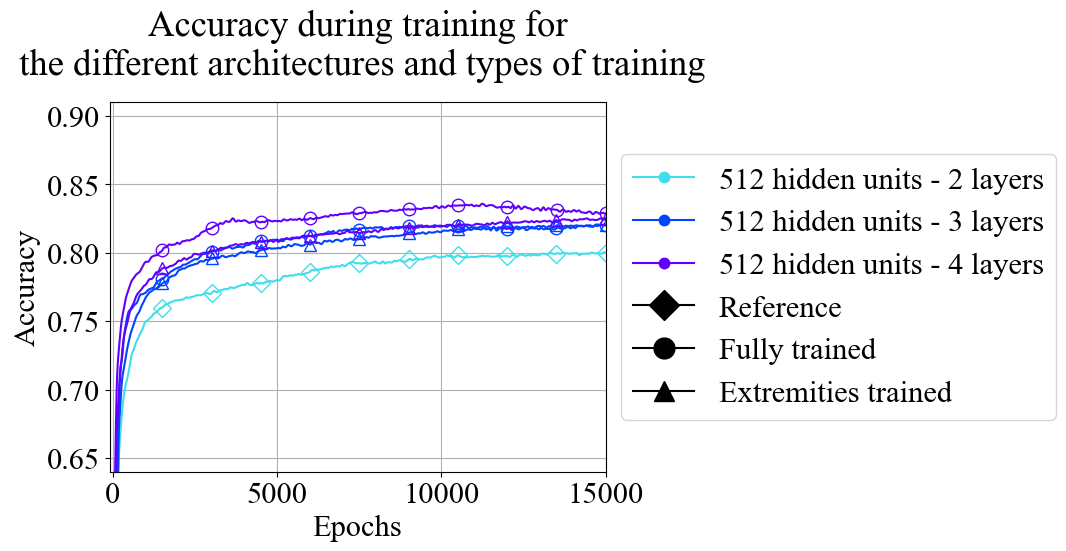 Accuracy during training for
the different architectures and types of training
0.90
0.85
0.80
0.75
0.70
0.65
Accuracy
0 5000 10000 15000
Epochs
512 hidden units - 2 layers
512 hidden units - 3 layers
512 hidden units - 4 layers
Reference
Fully trained
Extremities trained